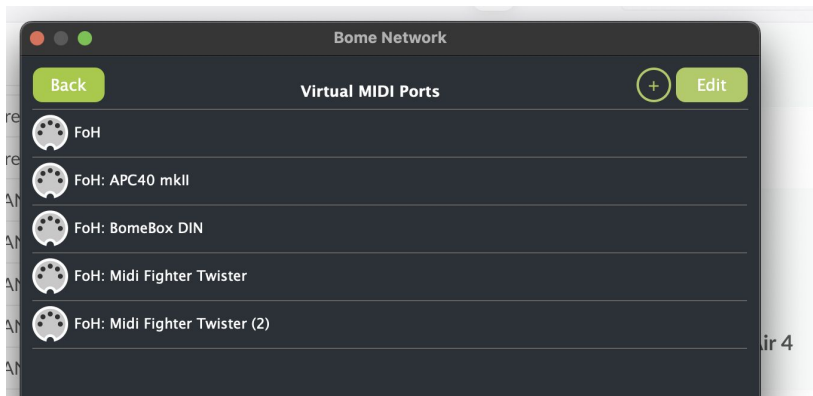 Bome Network
Back
Virtual MIDI Ports
+
Edit
FoH
FoH: APC40 mkII
FoH: BomeBox DIN
FoH: Midi Fighter Twister
FoH: Midi Fighter Twister (2)
ir 4